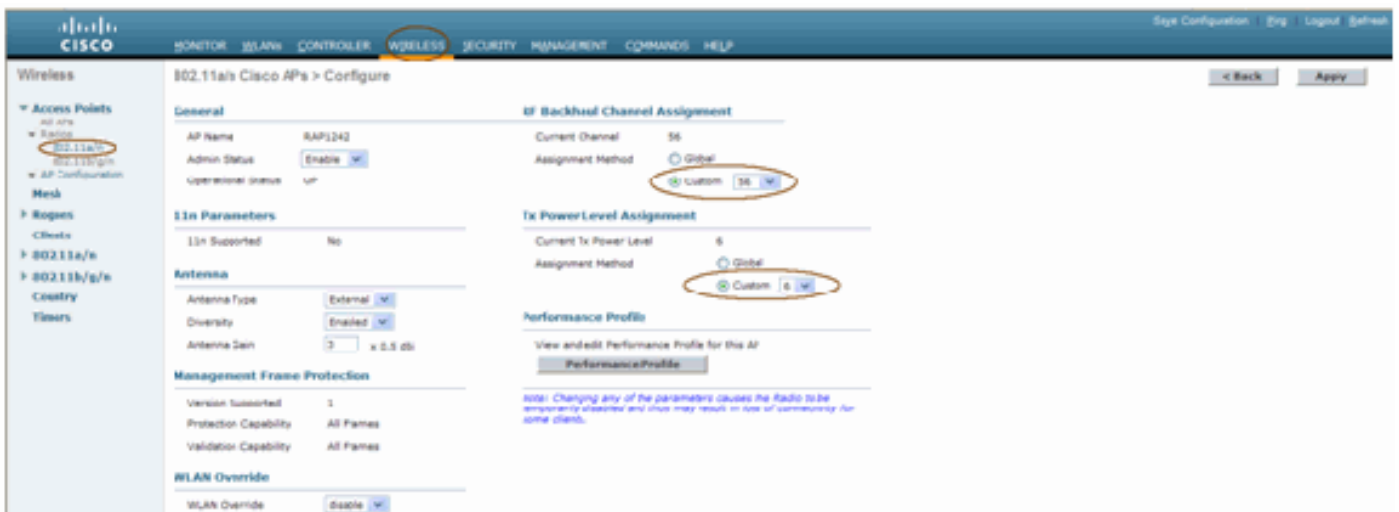 Save Configuration | Ping | Logout Refresh
CISCO
MONITOR WLANs CONTROLLER WIRELESS SECURITY MANAGEMENT COMMANDS HELP
Wireless
802.11a/n Cisco APs > Configure
< Back
Apply
Access Points
All APs
Radios
802.11a/n
802.11b/g/n
AP Configuration
Mesh
Rogues
Clients
802.11a/n
802.11b/g/n
Country
Timers
General
AP Name RAP1242
Admin Status Enable
Operational Status UP
11n Parameters
11n Supported No
Antenna
Antenna Type External
Diversity Enabled
Antenna Gain 3 x 0.5 dBi
Management Frame Protection
Version Supported 1
Protection Capability All Frames
Validation Capability All Frames
WLAN Override
WLAN Override disable
RF Backhaul Channel Assignment
Current Channel 56
Assignment Method Global
Custom 56
Tx Power Level Assignment
Current Tx Power Level 6
Assignment Method Global
Custom 6
Performance Profile
View and edit Performance Profile for this AP
Performance Profile
Note: Changing any of the parameters causes the Radio to be
temporarily disabled and thus may result in loss of connectivity for
some clients.